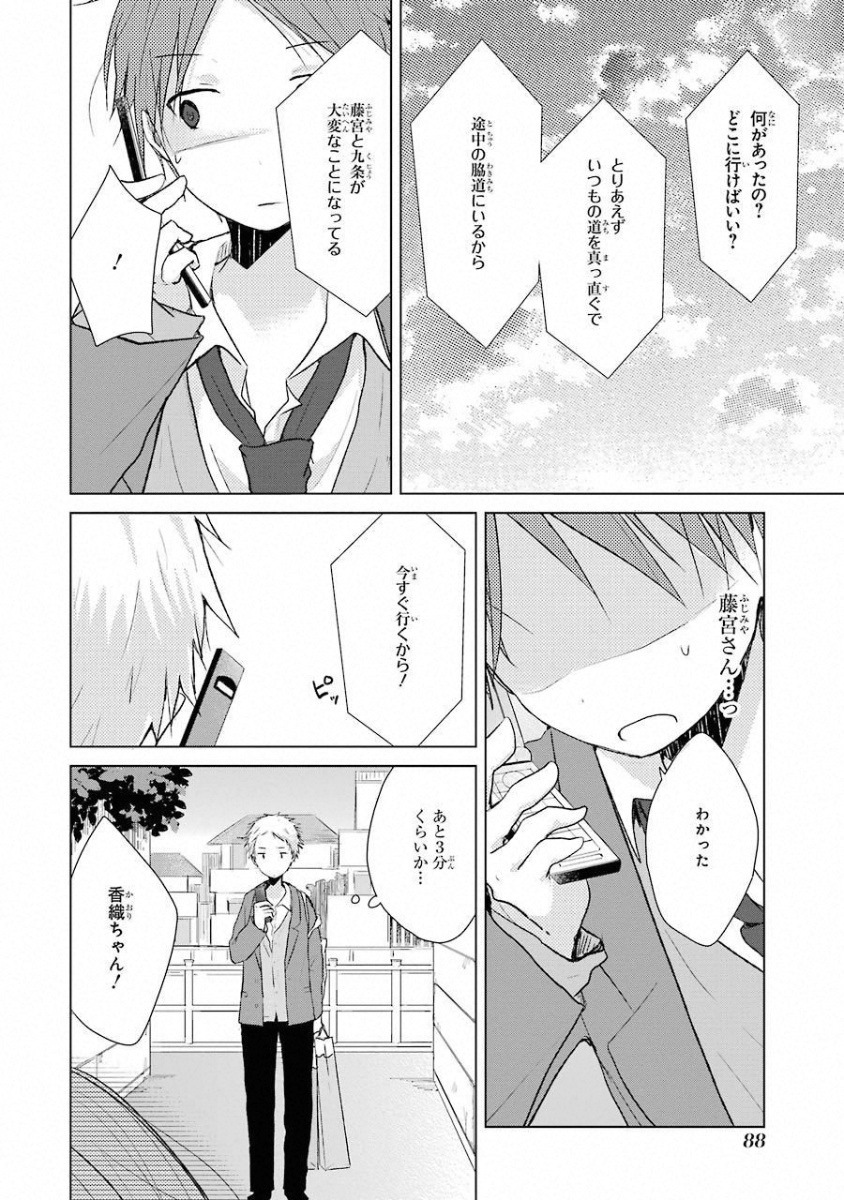 何があったの？
どこに行けばいい？
とりあえず
いつもの道を真っ直ぐで
途中の脇道にいるから
藤宮と九条が
大変なことになってる
！
藤宮さん…っ
わかった
今すぐ行くから！
ピッ
あと3分
くらいか…
香織ちゃん！
88